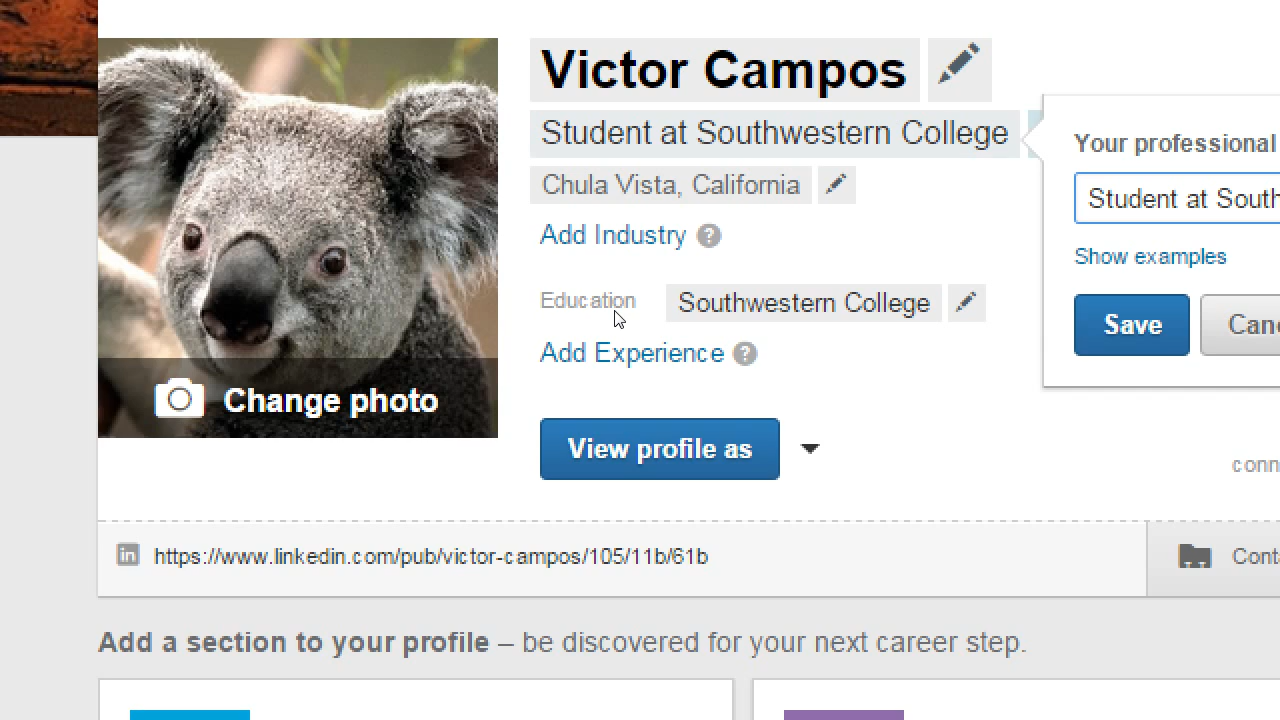 Victor Campos
Student at Southwestern College
Your professional
Chula Vista, California
Student at South
Add Industry ?
Show examples
Education Southwestern College
Save
Add Experience ?
Change photo
View profile as
in https://www.linkedin.com/pub/victor-campos/105/11b/61b
Add a section to your profile – be discovered for your next career step.